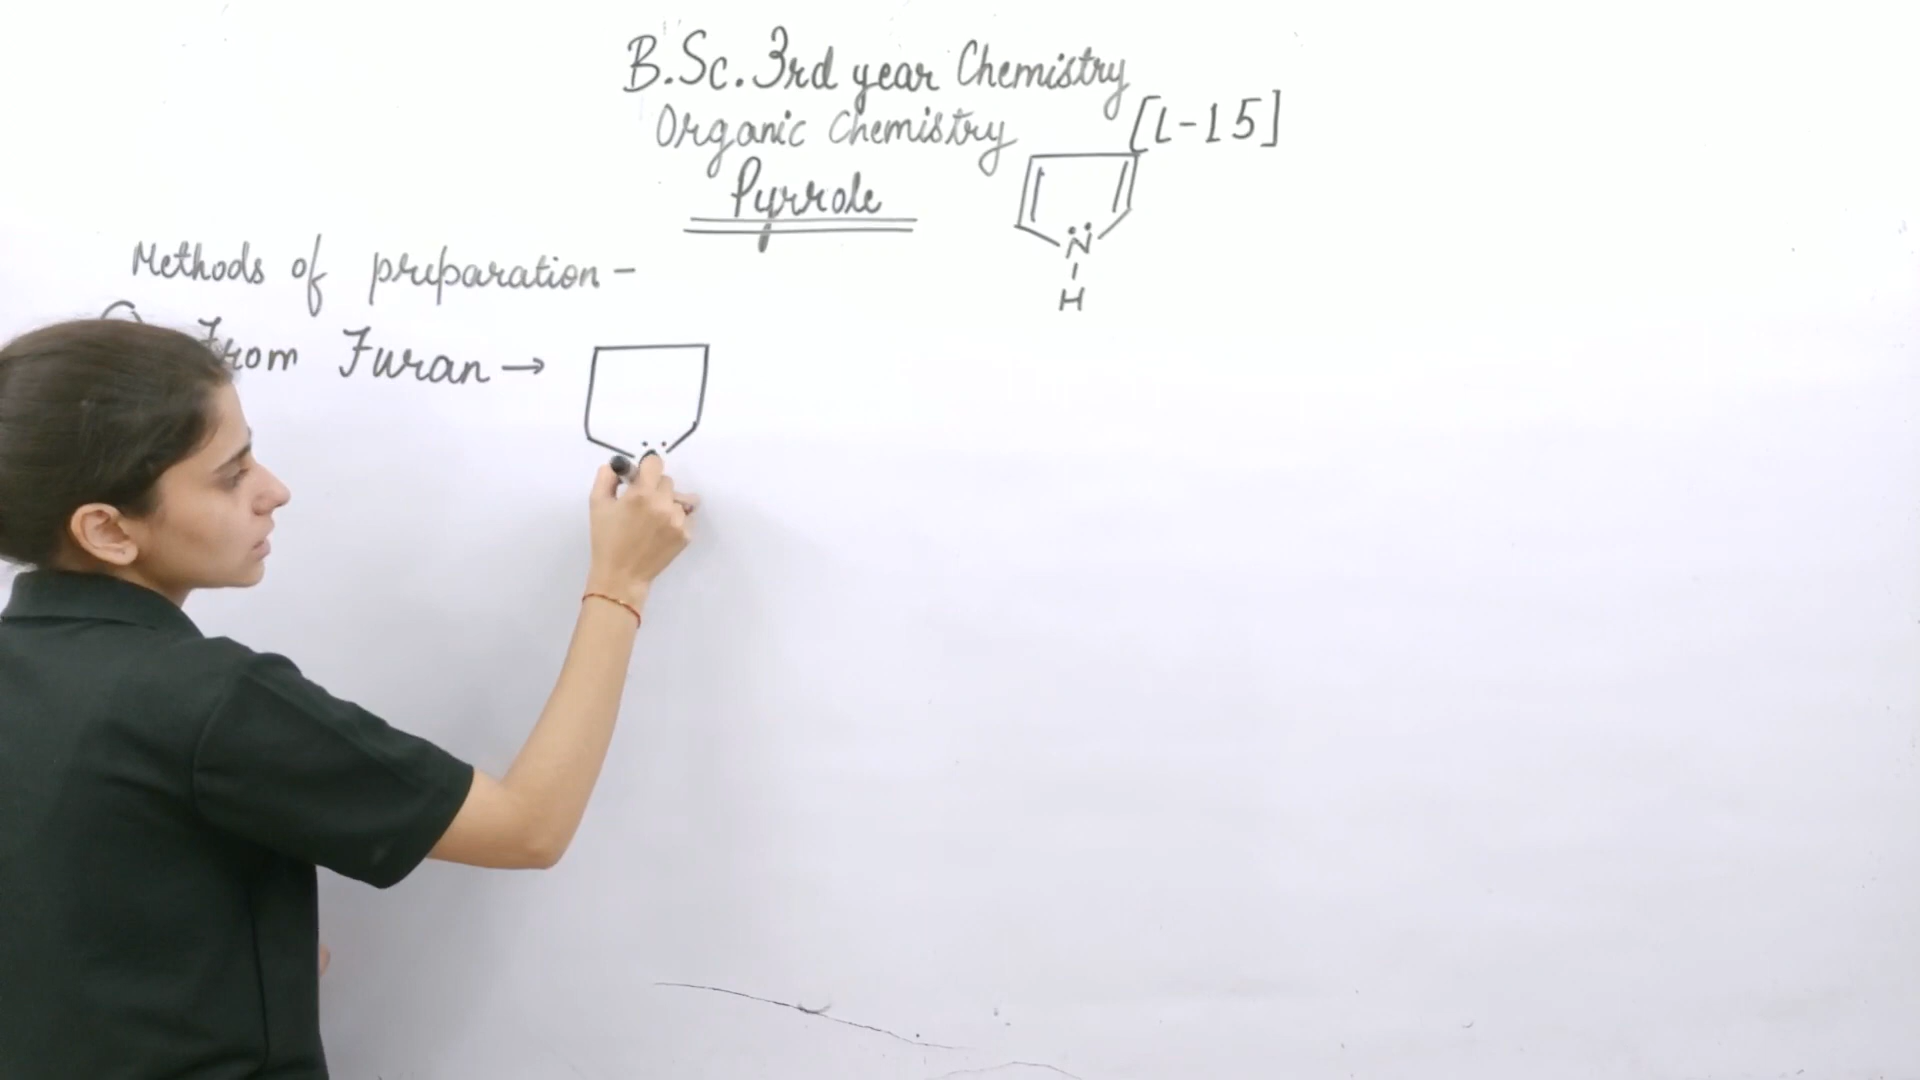 B.Sc. 3rd year Chemistry
[L-15]
Organic Chemistry
Pyrrole
N
H
Methods of preparation -
From Furan →